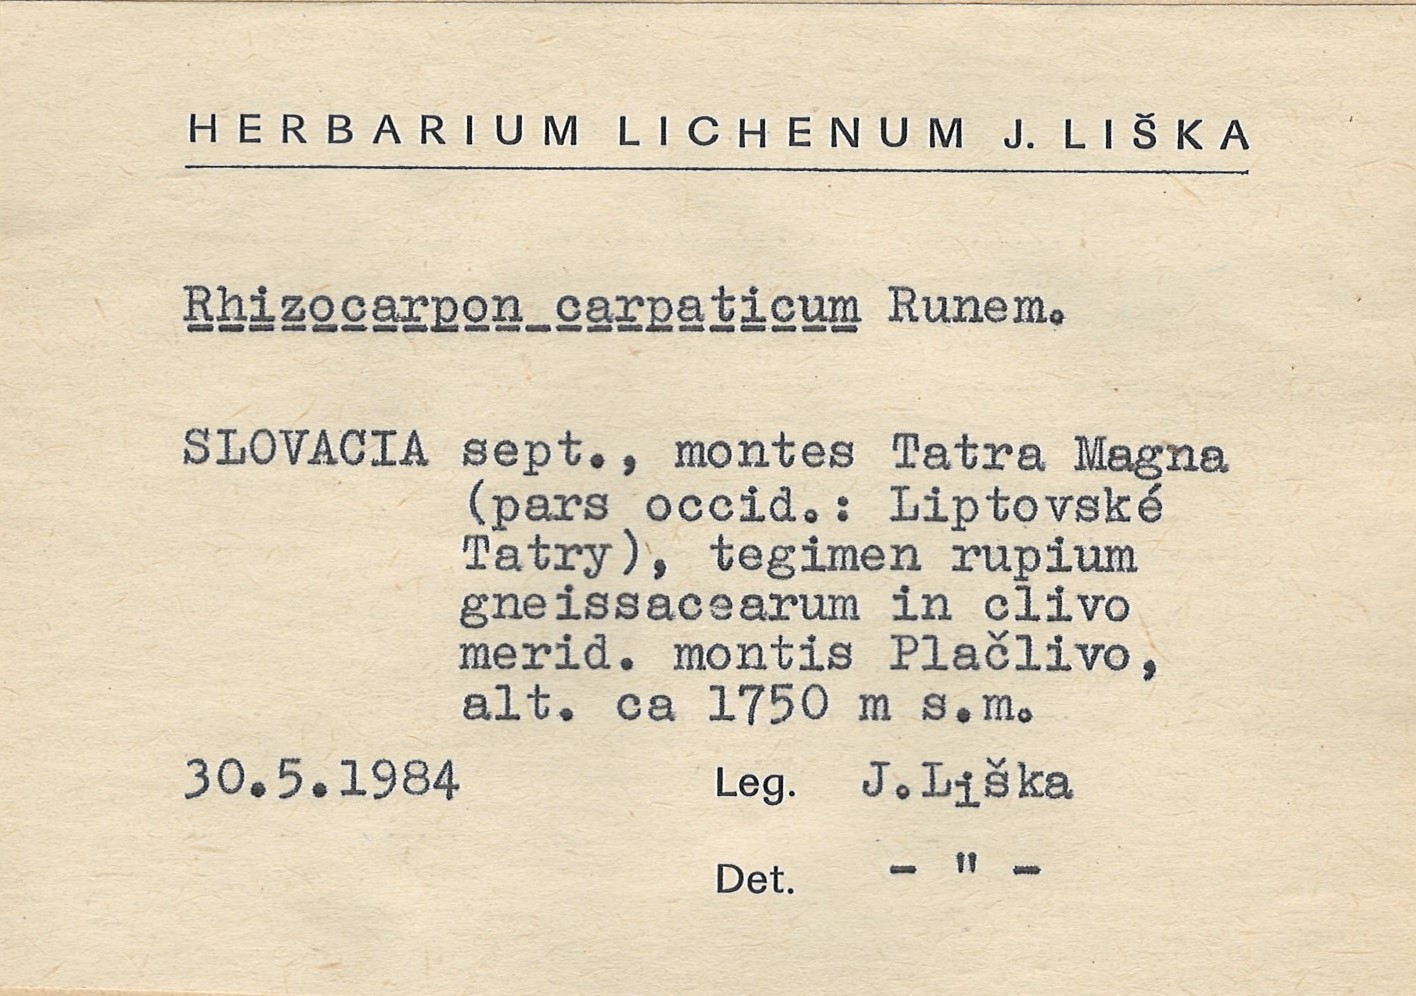 HERBARIUM LICHENUM J. LIŠKA
Rhizocarpon carpaticum Runem.
SLOVACIA sept., montes Tatra Magna
(pars occid.: Liptovské
Tatry), tegimen rupium
gneissacearum in clivo
merid. montis Plačlivo,
alt. ca 1750 m s.m.
30.5.1984 Leg. J.Liška
Det. - " -